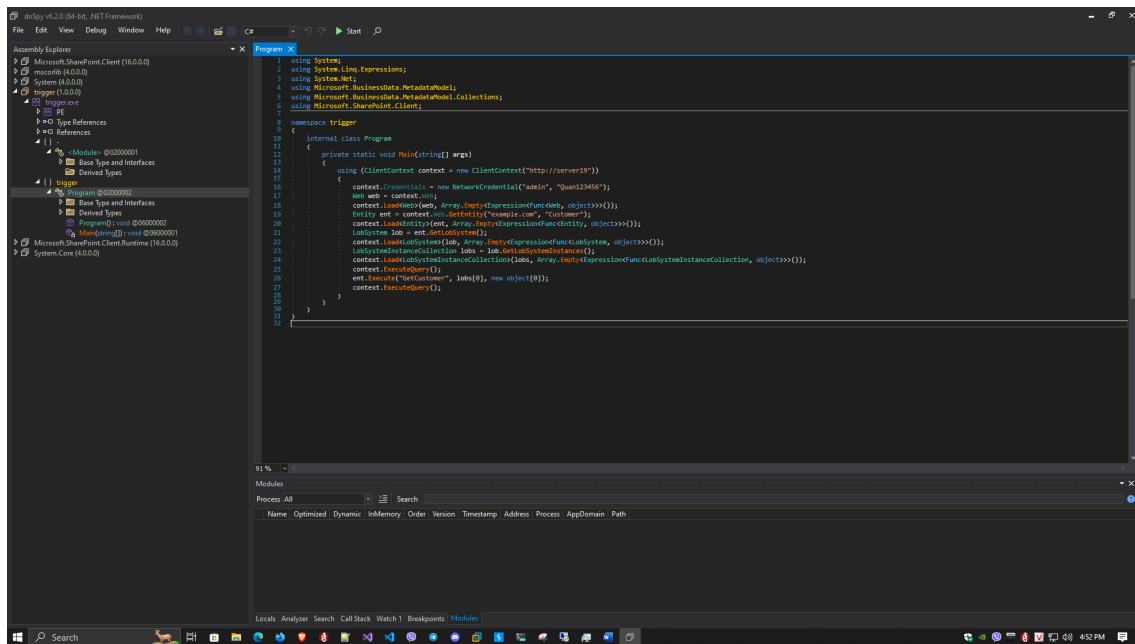 dnSpy v6.2.0 (64-bit, .NET Framework)
File Edit View Debug Window Help C# Start
Assembly Explorer
Microsoft.SharePoint.Client (16.0.0.0)
mscorlib (4.0.0.0)
System (4.0.0.0)
trigger (1.0.0.0)
trigger.exe
PE
Type References
References
{ } -
<Module> @02000001
Base Type and Interfaces
Derived Types
{ } trigger
Program @02000002
Base Type and Interfaces
Derived Types
Program() : void @06000002
Main(string[]) : void @06000001
Microsoft.SharePoint.Client.Runtime (16.0.0.0)
System.Core (4.0.0.0)
Program
1 using System;
2 using System.Linq.Expressions;
3 using System.Net;
4 using Microsoft.BusinessData.MetadataModel;
5 using Microsoft.BusinessData.MetadataModel.Collections;
6 using Microsoft.SharePoint.Client;
7
8 namespace trigger
9 {
10 internal class Program
11 {
12 private static void Main(string[] args)
13 {
14 using (ClientContext context = new ClientContext("http://server19"))
15 {
16 context.Credentials = new NetworkCredential("admin", "Quan123456");
17 Web web = context.Web;
18 context.Load<Web>(web, Array.Empty<Expression<Func<Web, object>>>());
19 Entity ent = context.Web.GetEntity("example.com", "Customer");
20 context.Load<Entity>(ent, Array.Empty<Expression<Func<Entity, object>>>());
21 LobSystem lob = ent.GetLobSystem();
22 context.Load<LobSystem>(lob, Array.Empty<Expression<Func<LobSystem, object>>>());
23 LobSystemInstanceCollection lobs = lob.GetLobSystemInstances();
24 context.Load<LobSystemInstanceCollection>(lobs, Array.Empty<Expression<Func<LobSystemInstanceCollection, object>>>());
25 context.ExecuteQuery();
26 ent.Execute("GetCustomer", lobs[0], new object[0]);
27 context.ExecuteQuery();
28 }
29 }
30 }
31 }
32
91 %
Modules
Process All Search
Name Optimized Dynamic InMemory Order Version Timestamp Address Process AppDomain Path
Locals Analyzer Search Call Stack Watch 1 Breakpoints Modules
Search 4:52 PM